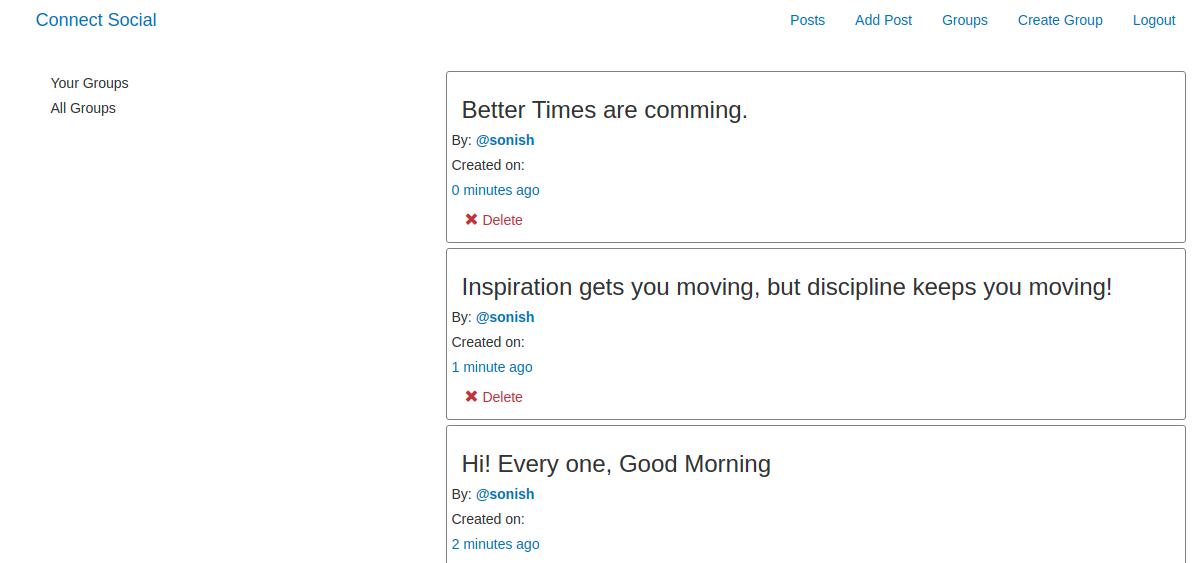 Connect Social Posts Add Post Groups Create Group Logout
Your Groups
All Groups
Better Times are comming.
By: @sonish
Created on:
0 minutes ago
✖ Delete
Inspiration gets you moving, but discipline keeps you moving!
By: @sonish
Created on:
1 minute ago
✖ Delete
Hi! Every one, Good Morning
By: @sonish
Created on:
2 minutes ago